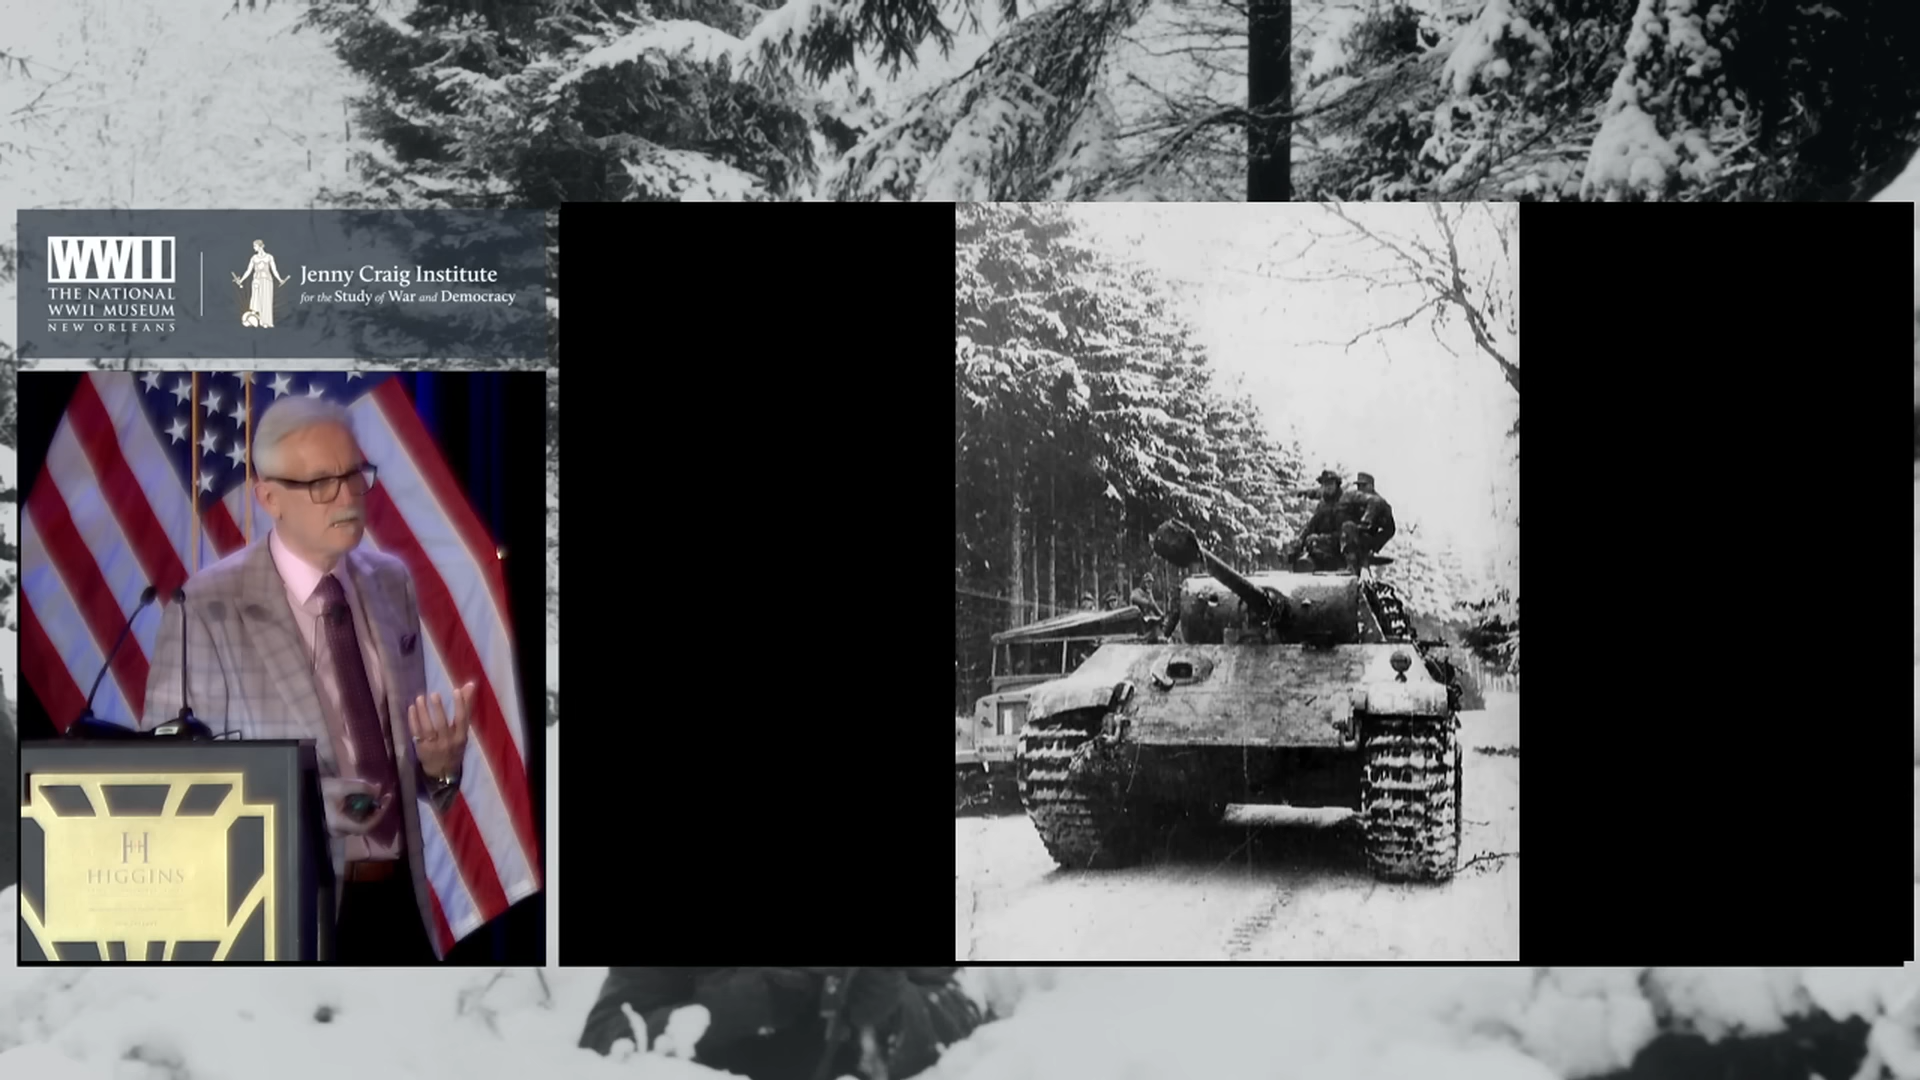 WWII
THE NATIONAL
WWII MUSEUM
NEW ORLEANS
Jenny Craig Institute
for the Study of War and Democracy
H
HIGGINS